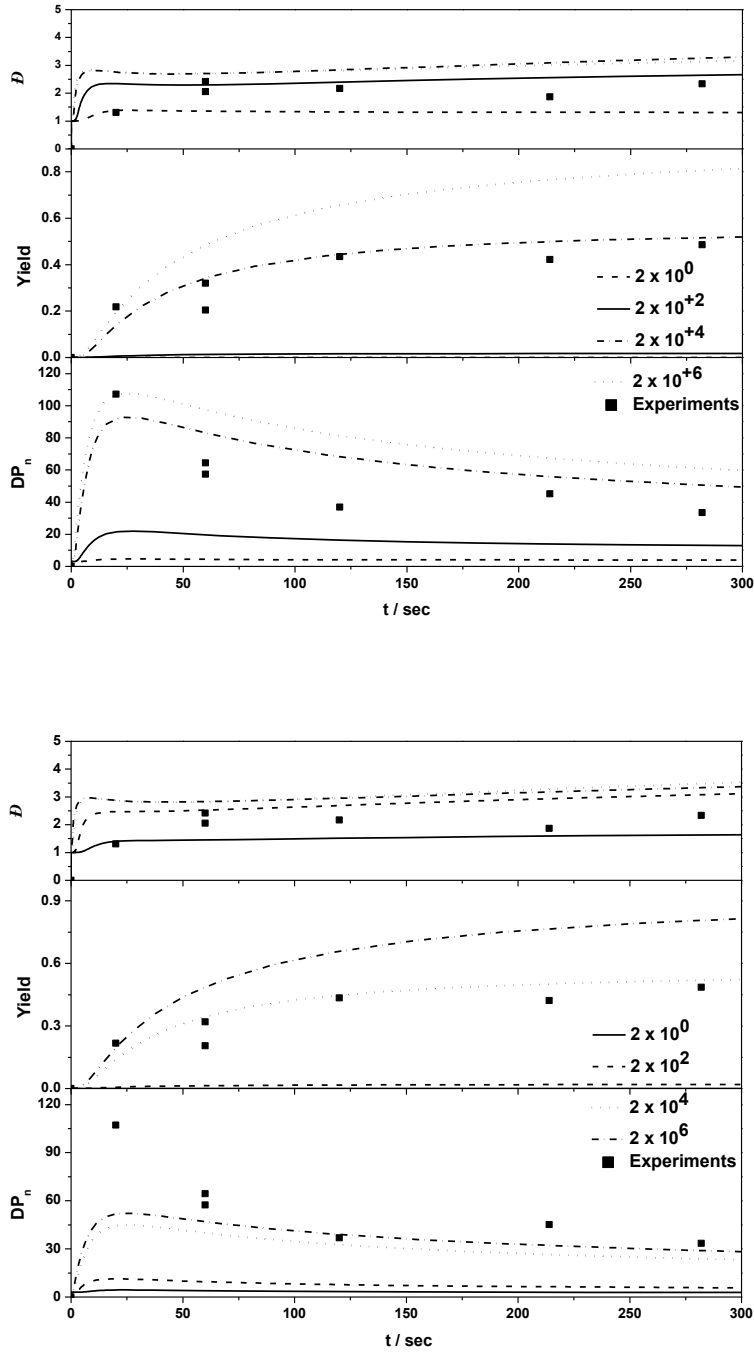 5
4
3
2
1
0
Đ
0.8
0.6
0.4
0.2
0.0
Yield
2 x 10^0
2 x 10^+2
2 x 10^+4
120
100
80
60
40
20
0
DP_n
2 x 10^+6
Experiments
0 50 100 150 200 250 300
t / sec
5
4
3
2
1
0
Đ
0.9
0.6
0.3
0.0
Yield
2 x 10^0
2 x 10^2
120
90
60
30
0
DP_n
2 x 10^4
2 x 10^6
Experiments
0 50 100 150 200 250 300
t / sec